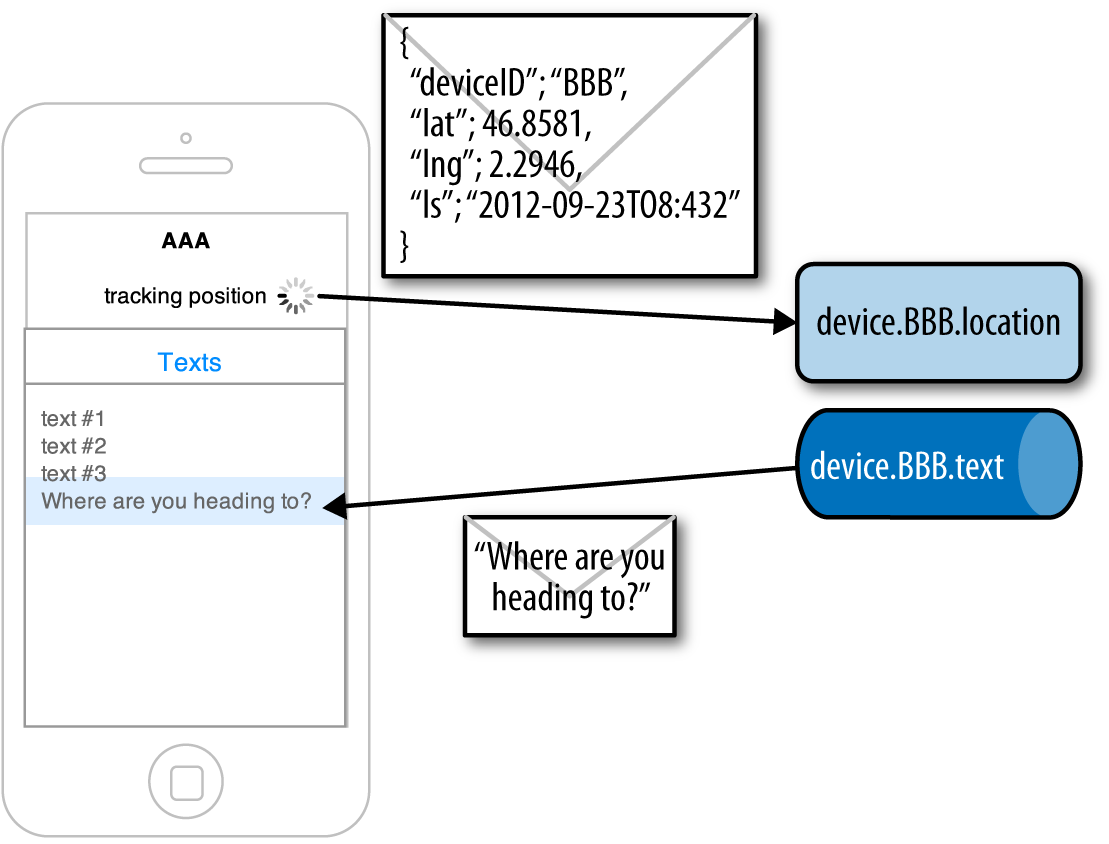 {
“deviceID”; “BBB”,
“lat”; 46.8581,
“lng”; 2.2946,
“ls”; “2012-09-23TO8:432”
}
AAA
tracking position
device.BBB.location
Texts
text #1
text #2
text #3
Where are you heading to?
device.BBB.text
“Where are you
heading to?”